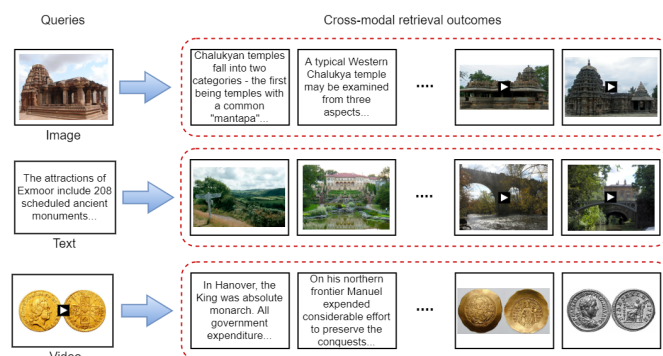 Queries
Cross-modal retrieval outcomes
Chalukyan temples
fall into two
categories - the first
being temples with
a common
"mantapa"...
A typical Western
Chalukya temple
may be examined
from three
aspects...
....
Image
The attractions of
Exmoor include 208
scheduled ancient
monuments...
....
Text
In Hanover, the
King was absolute
monarch. All
government
expenditure...
On his northern
frontier Manuel
expended
considerable effort
to preserve the
conquests...
....
Video